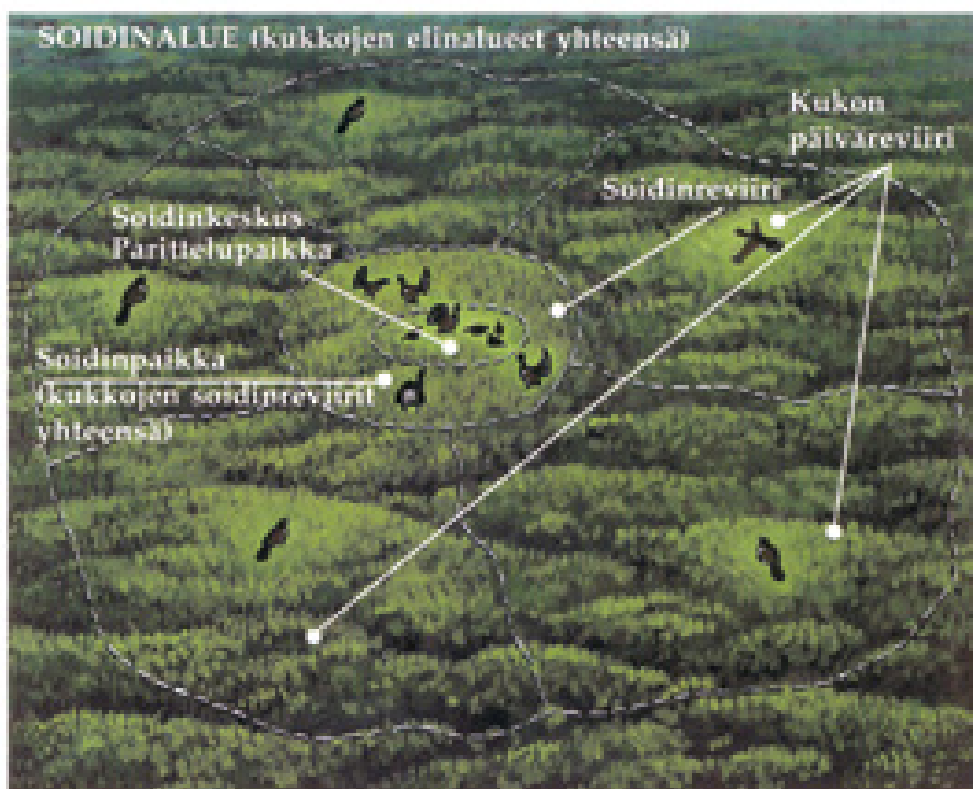 SOIDINALUE (kukkojen elinalueet yhteensä)
Kukon
päiväreviiri
Soidinreviiri
Soidinkeskus
Parittelupaikka
Soidinpaikka
(kukkojen soidinreviirit
yhteensä)